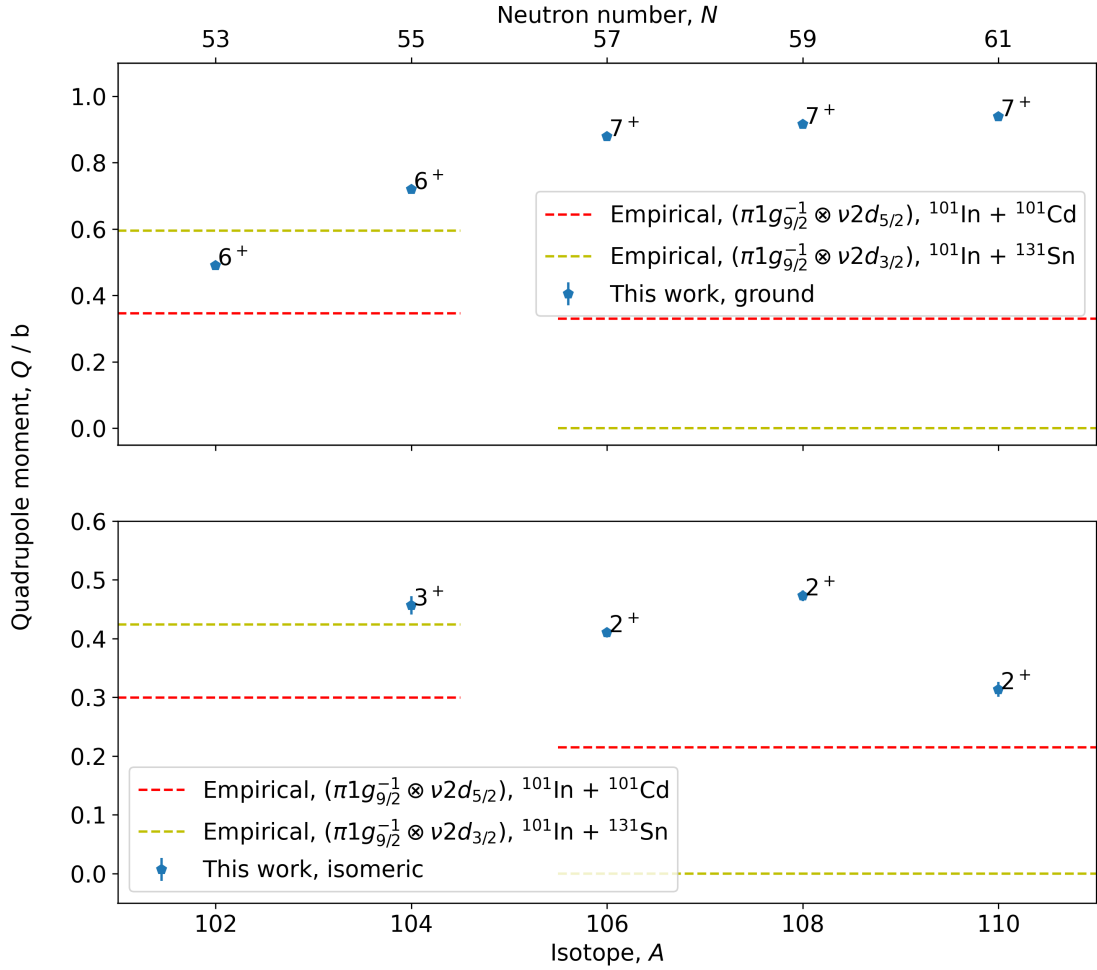 Neutron number, N
53 55 57 59 61
Quadrupole moment, Q / b
1.0
0.8
0.6
0.4
0.2
0.0
6⁺
6⁺
7⁺
7⁺
7⁺
Empirical, (π1g₉/₂⁻¹ ⊗ ν2d₅/₂), ¹⁰¹In + ¹⁰¹Cd
Empirical, (π1g₉/₂⁻¹ ⊗ ν2d₃/₂), ¹⁰¹In + ¹³¹Sn
This work, ground
0.6
0.5
0.4
0.3
0.2
0.1
0.0
3⁺
2⁺
2⁺
2⁺
Empirical, (π1g₉/₂⁻¹ ⊗ ν2d₅/₂), ¹⁰¹In + ¹⁰¹Cd
Empirical, (π1g₉/₂⁻¹ ⊗ ν2d₃/₂), ¹⁰¹In + ¹³¹Sn
This work, isomeric
102 104 106 108 110
Isotope, A